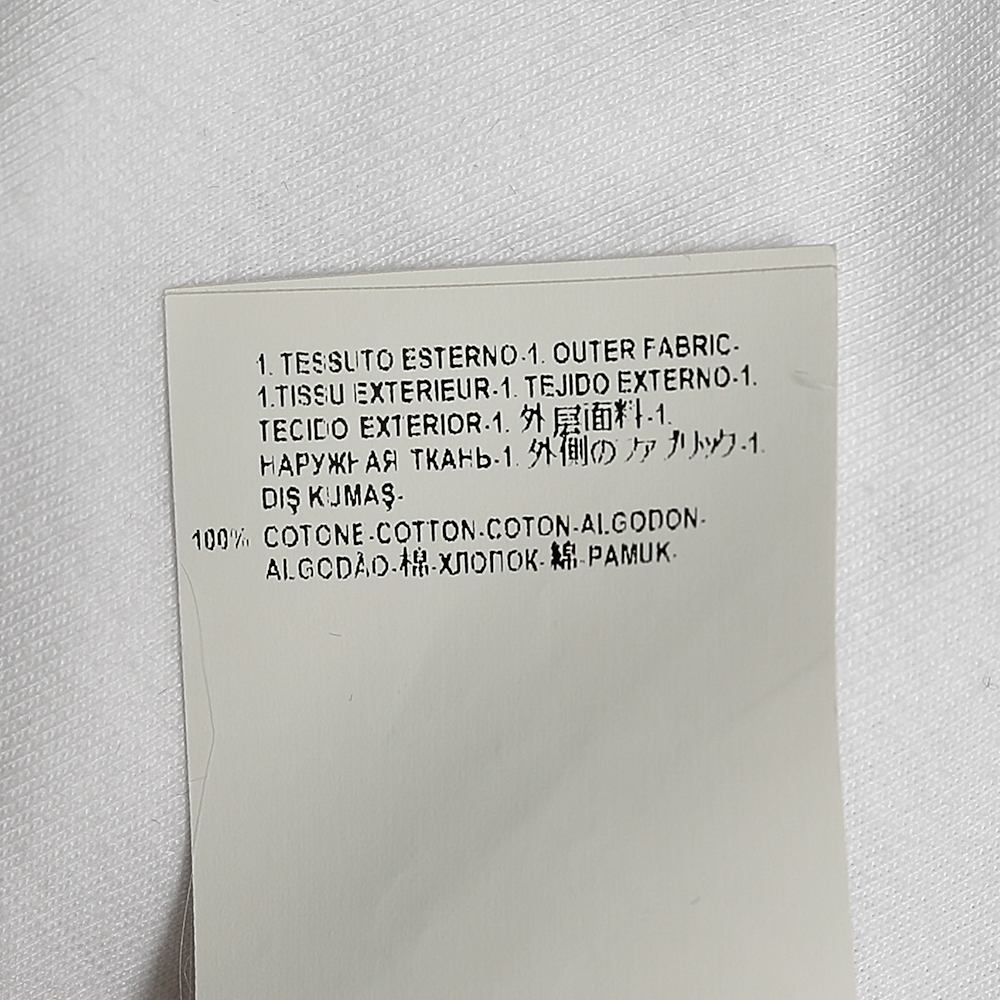 1. TESSUTO ESTERNO-1. OUTER FABRIC-
1.TISSU EXTERIEUR-1. TEJIDO EXTERNO-1.
TECIDO EXTERIOR-1. 外层面料-1.
НАРУЖНАЯ ТКАНЬ-1. 外側のファブリック-1.
DIŞ KUMAŞ-
100% COTONE-COTTON-COTON-ALGODON-
ALGODÃO-棉-ХЛОПОК-綿-PAMUK-